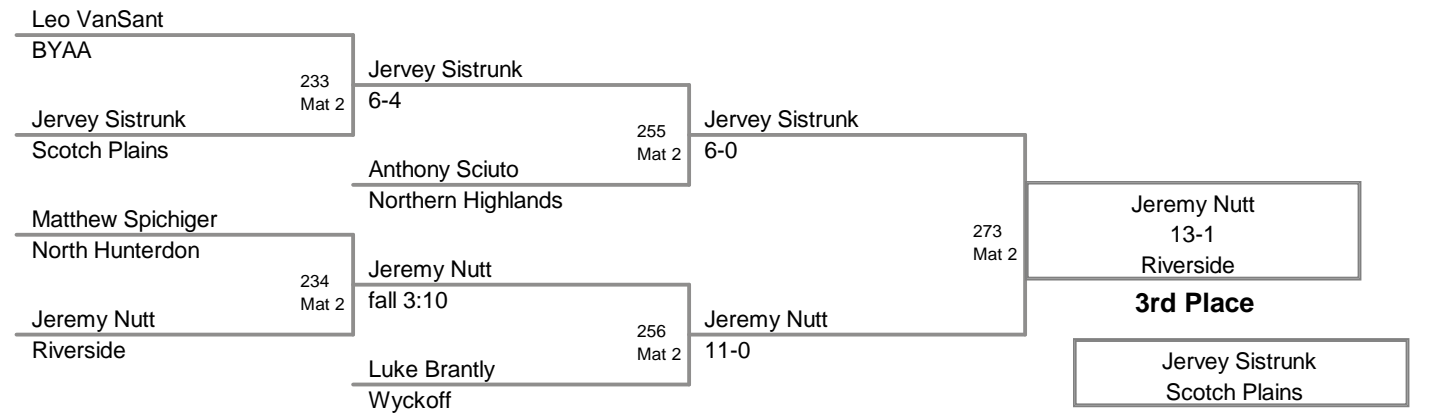 Leo VanSant
BYAA
233
Mat 2
Jervey Sistrunk
6-4
Jervey Sistrunk
Scotch Plains
255
Mat 2
Jervey Sistrunk
6-0
Anthony Sciuto
Northern Highlands
Matthew Spichiger
North Hunterdon
234
Mat 2
Jeremy Nutt
fall 3:10
Jeremy Nutt
Riverside
256
Mat 2
Jeremy Nutt
11-0
Luke Brantly
Wyckoff
273
Mat 2
Jeremy Nutt
13-1
Riverside
3rd Place
Jervey Sistrunk
Scotch Plains